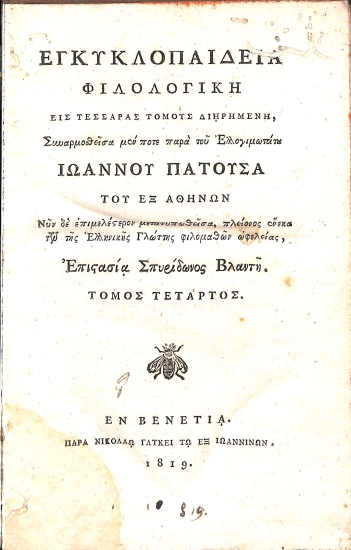 ΕΓΚΥΚΛΟΠΑΙΔΕΙΑ
ΦΙΛΟΛΟΓΙΚΗ
ΕΙΣ ΤΕΣΣΑΡΑΣ ΤΟΜΟΥΣ ΔΙΗΡΗΜΕΝΗ,
Συναρμοσθεῖσα μέν ποτε παρὰ τοῦ Ἐλλογιμωτάτου
ΙΩΑΝΝΟΥ ΠΑΤΟΥΣΑ
ΤΟΥ ΕΞ ΑΘΗΝΩΝ
Νῦν δὲ ἐπιμελέστερον μετατυπωθεῖσα, πλείονος ἕνεκα
τῶν τῆς Ἑλληνικῆς Γλώττης φιλομαθῶν ὠφελείας,
Ἐπιστασίᾳ Σπυρίδωνος Βλαντῆ.
ΤΟΜΟΣ ΤΕΤΑΡΤΟΣ.
ΕΝ ΒΕΝΕΤΙᾼ.
ΠΑΡΑ ΝΙΚΟΛΑῼ ΓΛΥΚΕΙ Τῼ ΕΞ ΙΩΑΝΝΙΝΩΝ.
1819.